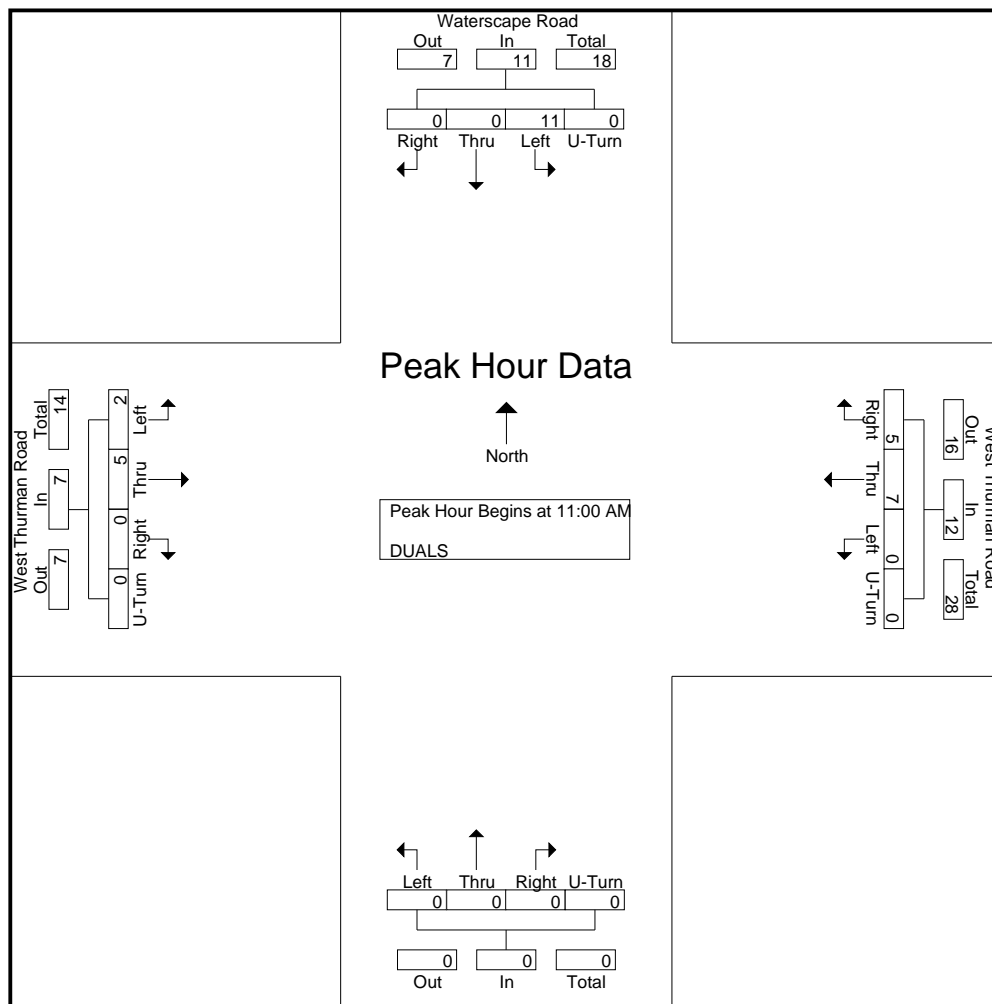 Waterscape Road
Out In Total
7 11 18
0 0 11 0
Right Thru Left U-Turn
Peak Hour Data
North
Peak Hour Begins at 11:00 AM
DUALS
West Thurman Road
Total In Out
14 7 7
2 5 0 0
Left Thru Right U-Turn
West Thurman Road
Out In Total
16 12 28
5 7 0 0
Right Thru Left U-Turn
Left Thru Right U-Turn
0 0 0 0
0 0 0
Out In Total